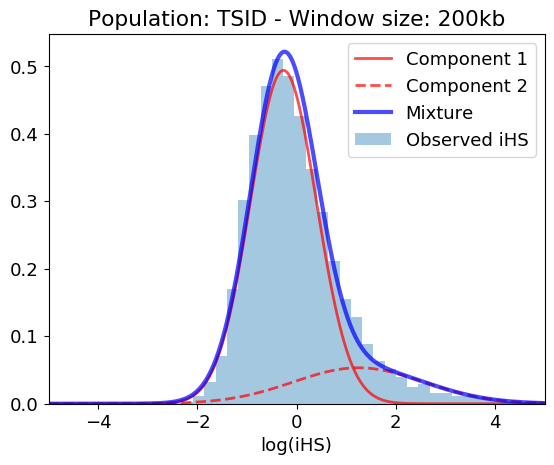 Population: TSID - Window size: 200kb
Component 1
Component 2
Mixture
Observed iHS
0.5
0.4
0.3
0.2
0.1
0.0
−4
−2
0
2
4
log(iHS)